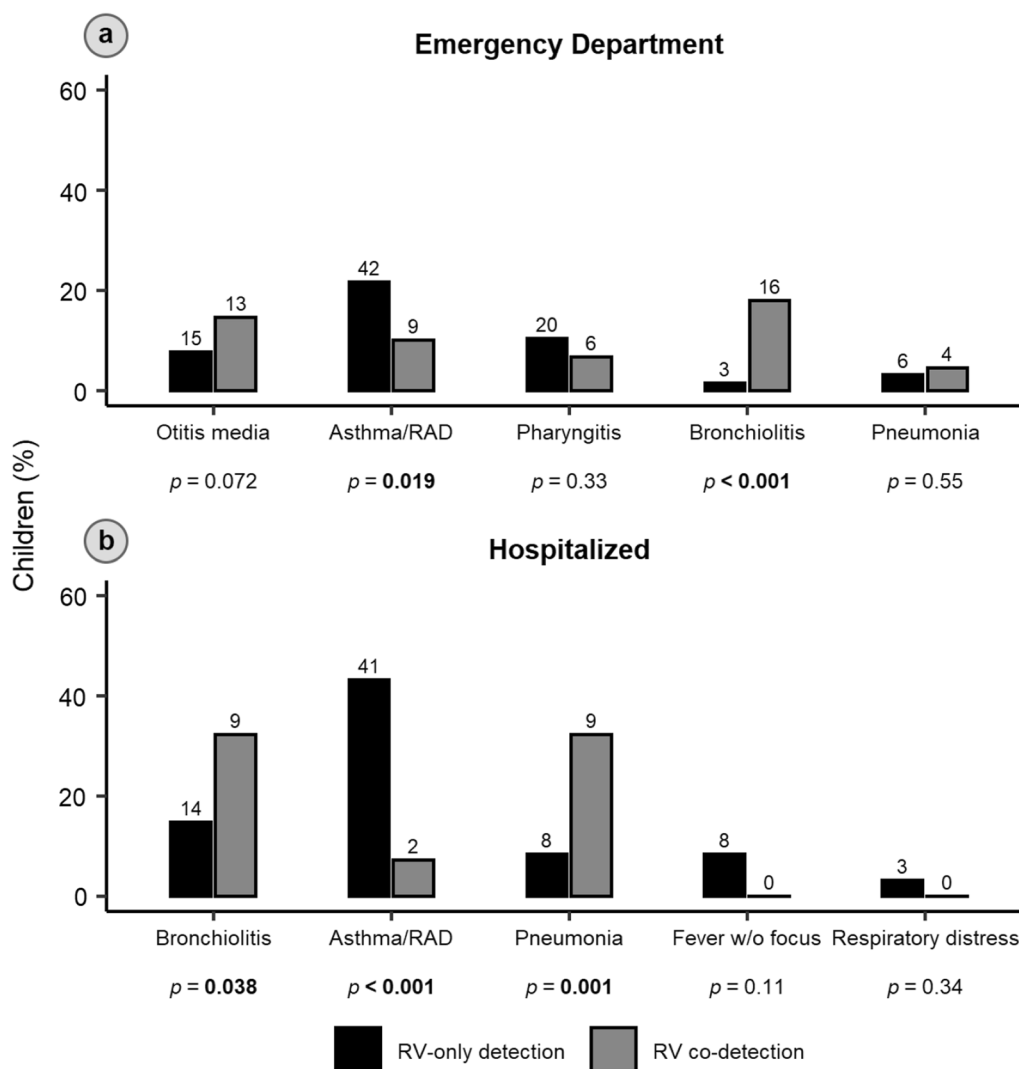 a
Emergency Department
60
40
20
0
15
13
42
9
20
6
3
16
6
4
Otitis media
Asthma/RAD
Pharyngitis
Bronchiolitis
Pneumonia
p = 0.072
p = 0.019
p = 0.33
p < 0.001
p = 0.55
Children (%)
b
Hospitalized
60
40
20
0
14
9
41
2
8
9
8
0
3
0
Bronchiolitis
Asthma/RAD
Pneumonia
Fever w/o focus
Respiratory distress
p = 0.038
p < 0.001
p = 0.001
p = 0.11
p = 0.34
RV-only detection
RV co-detection